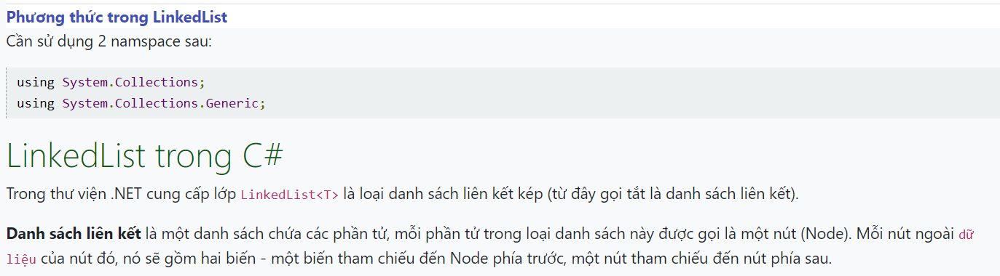 Phương thức trong LinkedList
Cần sử dụng 2 namspace sau:
using System.Collections;
using System.Collections.Generic;
LinkedList trong C#
Trong thư viện .NET cung cấp lớp LinkedList<T> là loại danh sách liên kết kép (từ đây gọi tắt là danh sách liên kết).
Danh sách liên kết là một danh sách chứa các phần tử, mỗi phần tử trong loại danh sách này được gọi là một nút (Node). Mỗi nút ngoài dữ
liệu của nút đó, nó sẽ gồm hai biến - một biến tham chiếu đến Node phía trước, một nút tham chiếu đến nút phía sau.